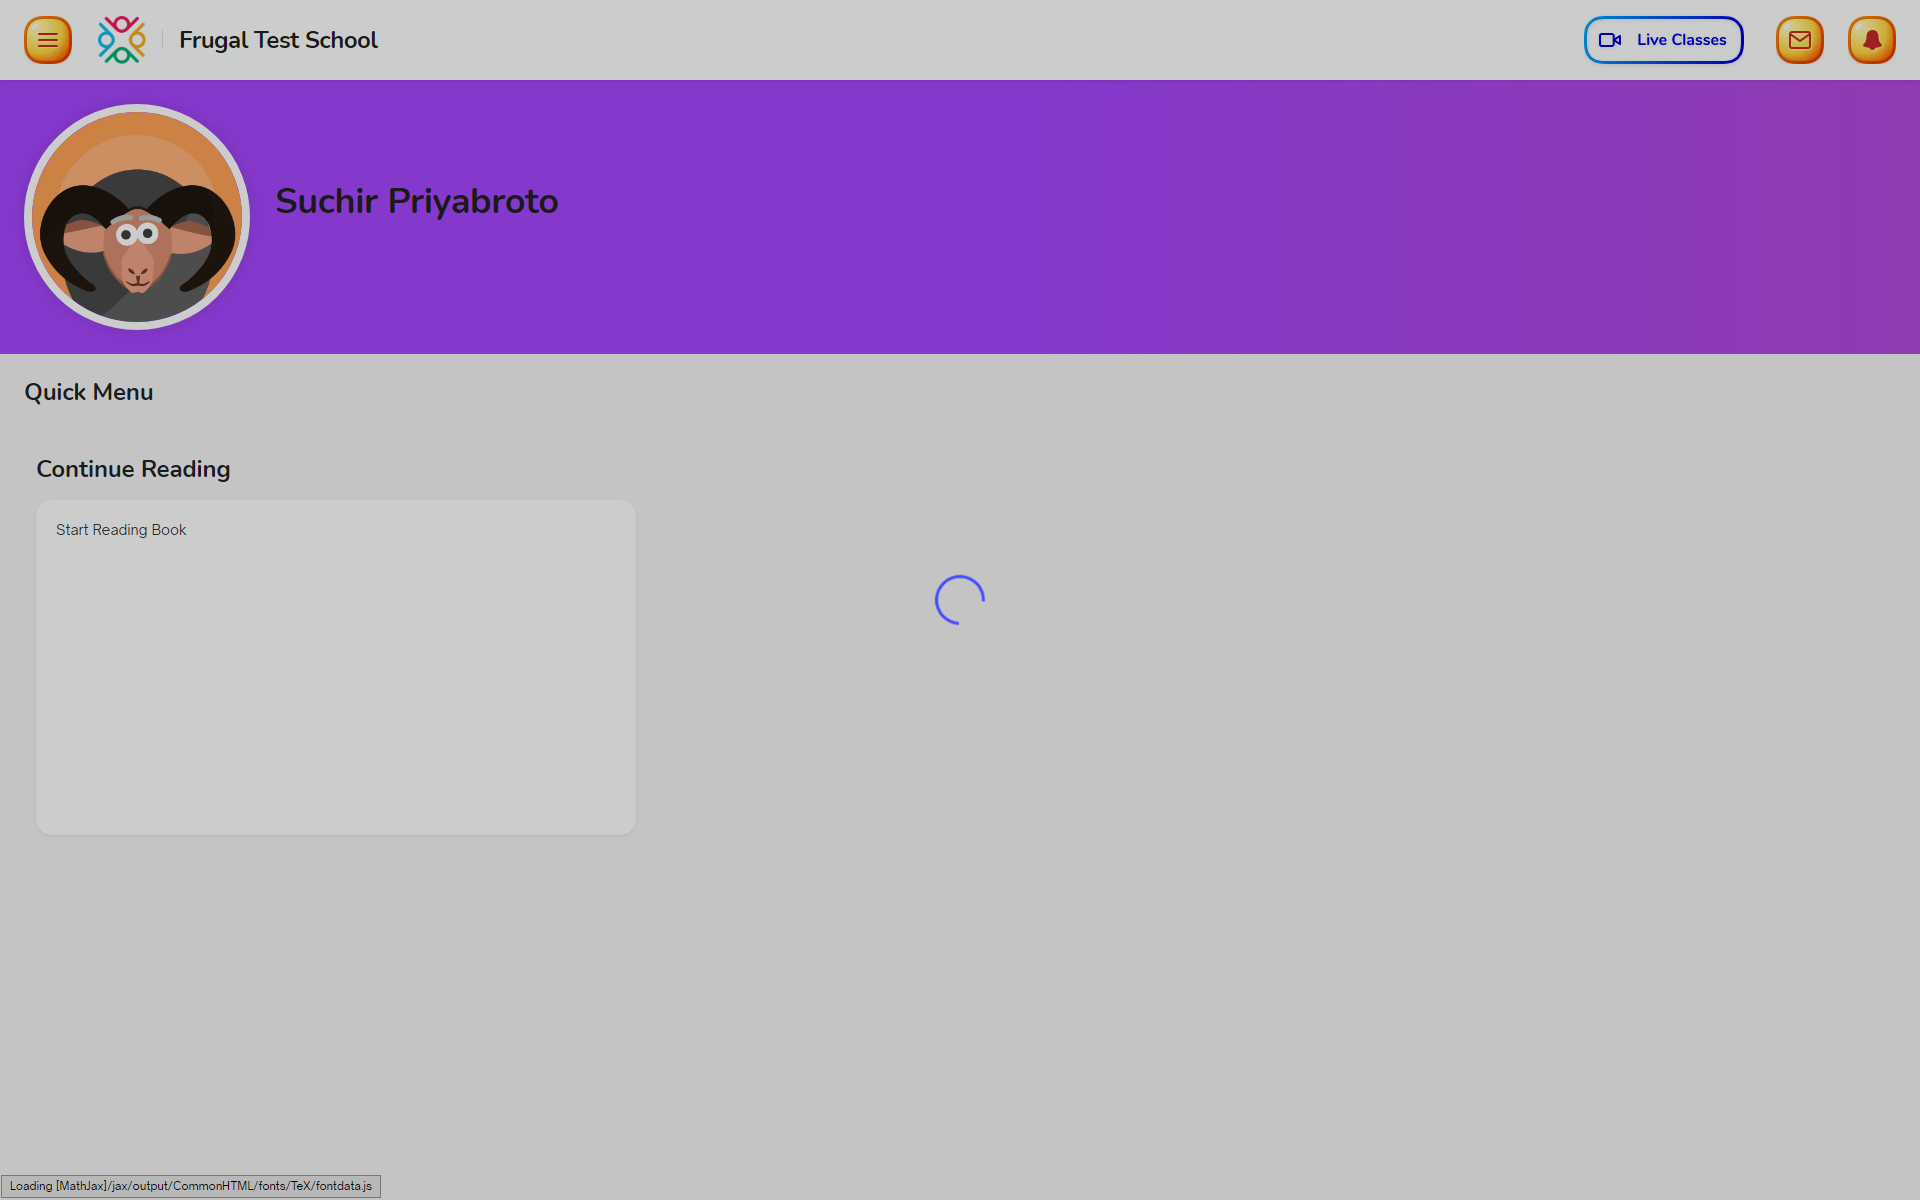 Frugal Test School
Live Classes
Suchir Priyabroto
Quick Menu
Continue Reading
Start Reading Book
Loading [MathJax]/jax/output/CommonHTML/fonts/TeX/fontdata.js